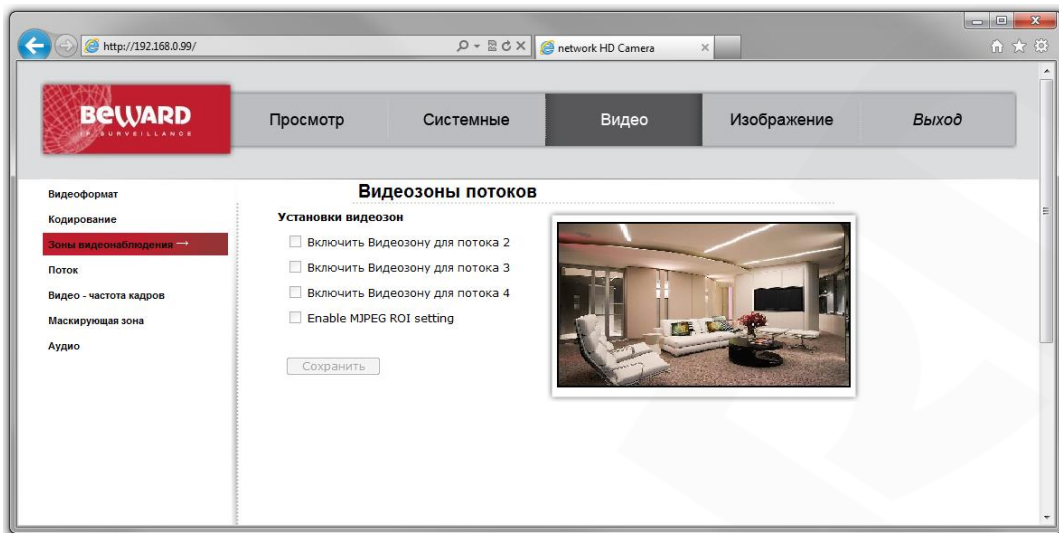 http://192.168.0.99/
network HD Camera
BEWARD
IP SURVEILLANCE
Просмотр
Системные
Видео
Изображение
Выход
Видеоформат
Кодирование
Зоны видеонаблюдения →
Поток
Видео - частота кадров
Маскирующая зона
Аудио
Видеозоны потоков
Установки видеозон
Включить Видеозону для потока 2
Включить Видеозону для потока 3
Включить Видеозону для потока 4
Enable MJPEG ROI setting
Сохранить